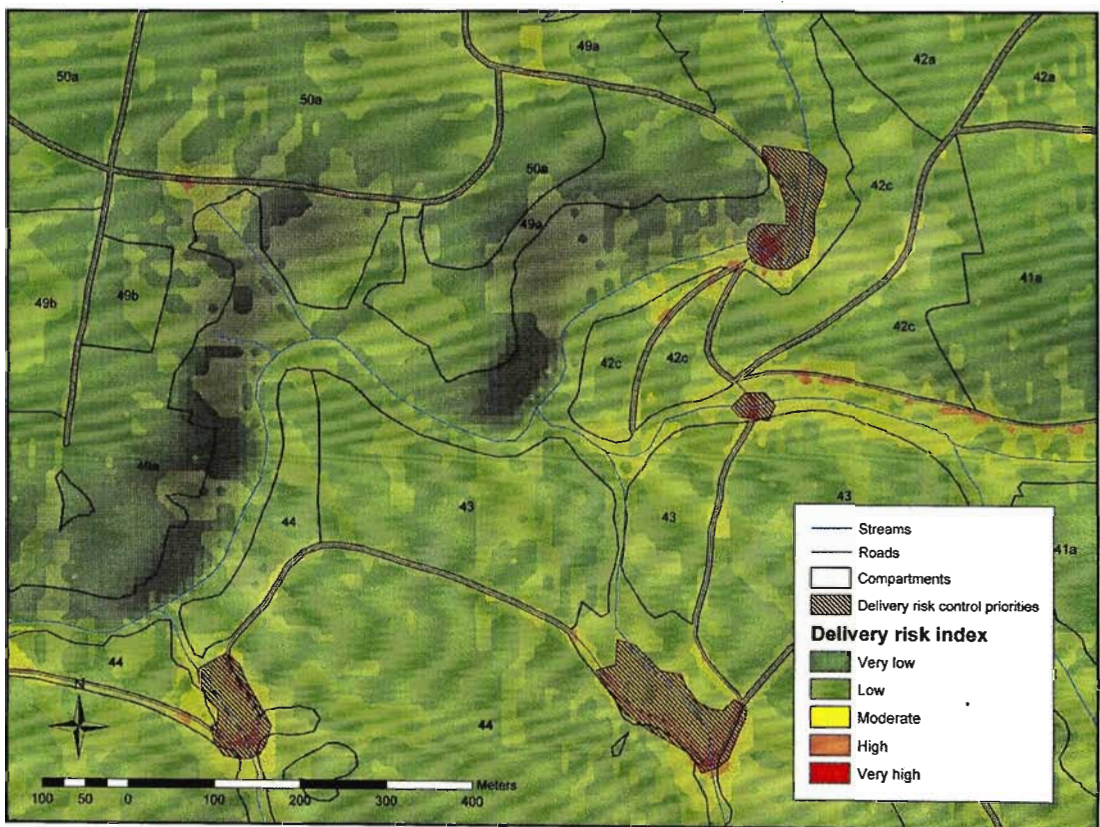 49a
42a
50a
50a
42a
50a
42c
49a
41a
49b
49b
42c
42c
42c
43
43
44
43
41a
44
44
Streams
Roads
Compartments
Delivery risk control priorities
Delivery risk index
Very low
Low
Moderate
High
Very high
Meters
100 50 0 100 200 300 400